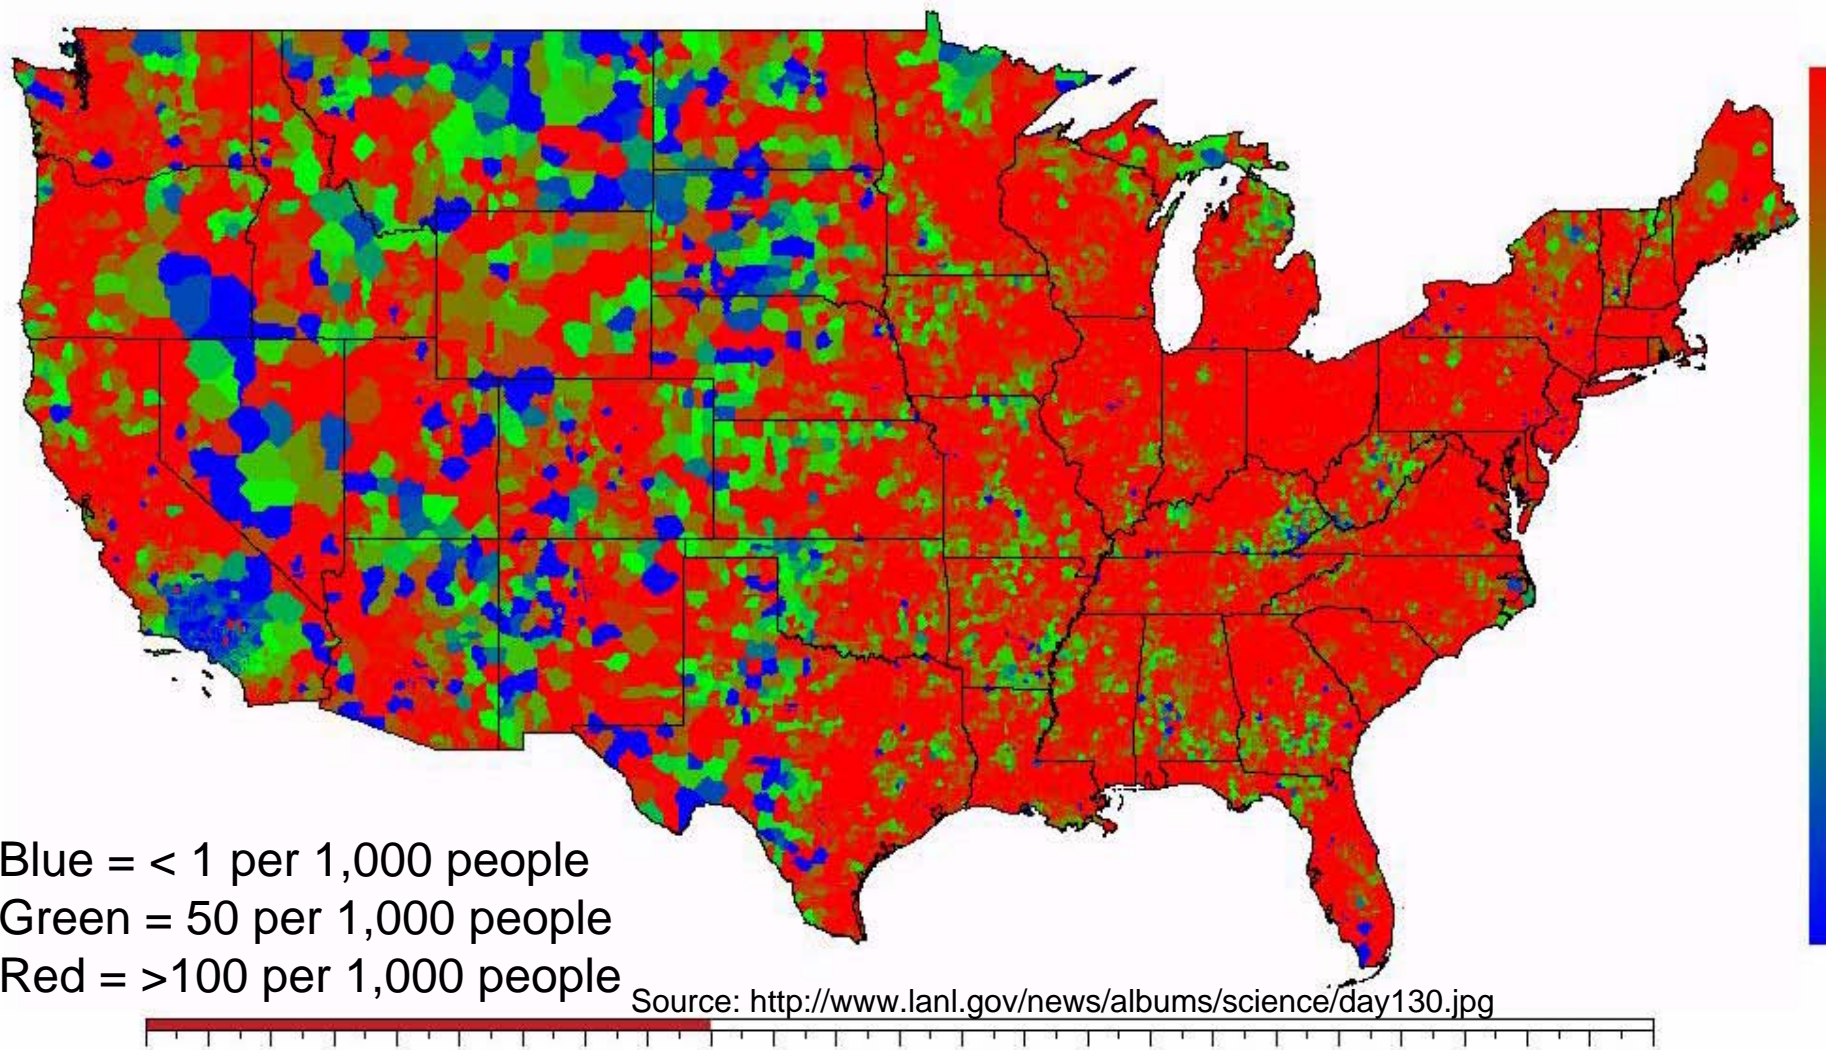 Blue = < 1 per 1,000 people
Green = 50 per 1,000 people
Red = >100 per 1,000 people
Source: http://www.lanl.gov/news/albums/science/day130.jpg